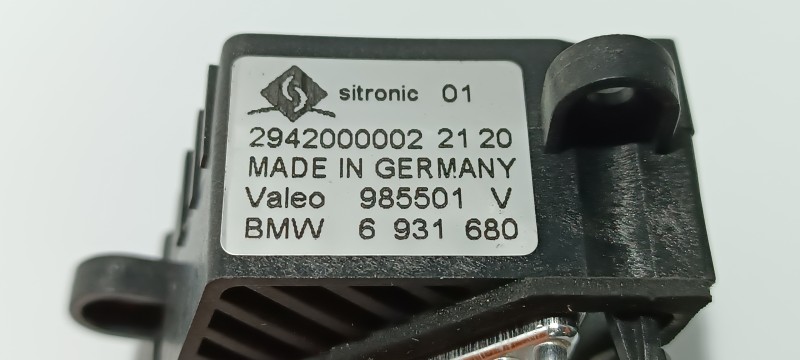 sitronic 01
2942000002 21 20
MADE IN GERMANY
Valeo 985501 V
BMW 6 931 680